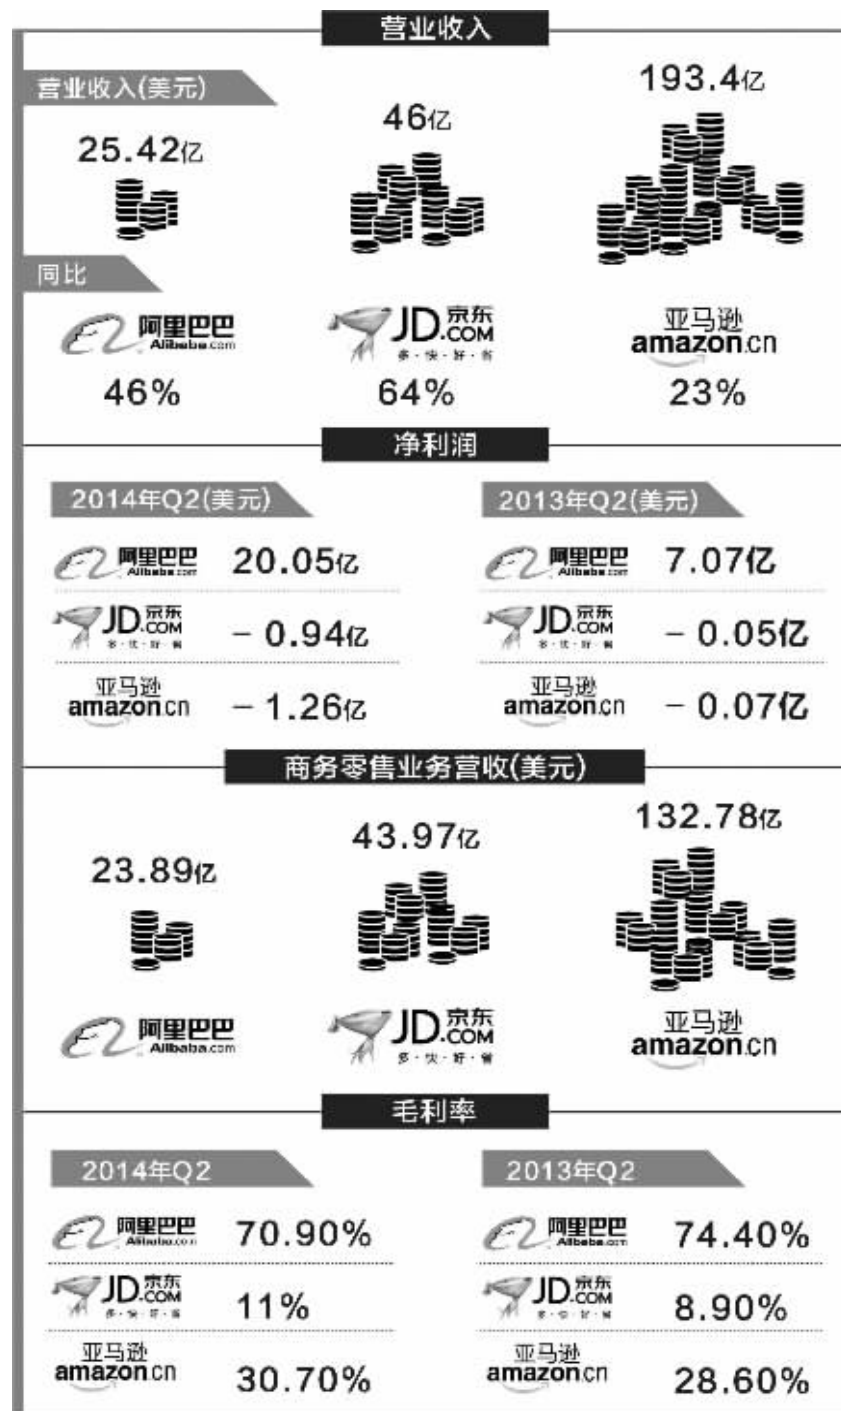 营业收入
营业收入(美元)
25.42亿
46亿
193.4亿
同比
阿里巴巴
Alibaba.com
JD.京东
.COM
多·快·好·省
亚马逊
amazon.cn
46%
64%
23%
净利润
2014年Q2(美元)
2013年Q2(美元)
阿里巴巴
Alibaba.com
20.05亿
阿里巴巴
Alibaba.com
7.07亿
JD.京东
.COM
多·快·好·省
- 0.94亿
JD.京东
.COM
多·快·好·省
- 0.05亿
亚马逊
amazon.cn
- 1.26亿
亚马逊
amazon.cn
- 0.07亿
商务零售业务营收(美元)
23.89亿
43.97亿
132.78亿
阿里巴巴
Alibaba.com
JD.京东
.COM
多·快·好·省
亚马逊
amazon.cn
毛利率
2014年Q2
2013年Q2
阿里巴巴
Alibaba.com
70.90%
阿里巴巴
Alibaba.com
74.40%
JD.京东
.COM
多·快·好·省
11%
JD.京东
.COM
多·快·好·省
8.90%
亚马逊
amazon.cn
30.70%
亚马逊
amazon.cn
28.60%